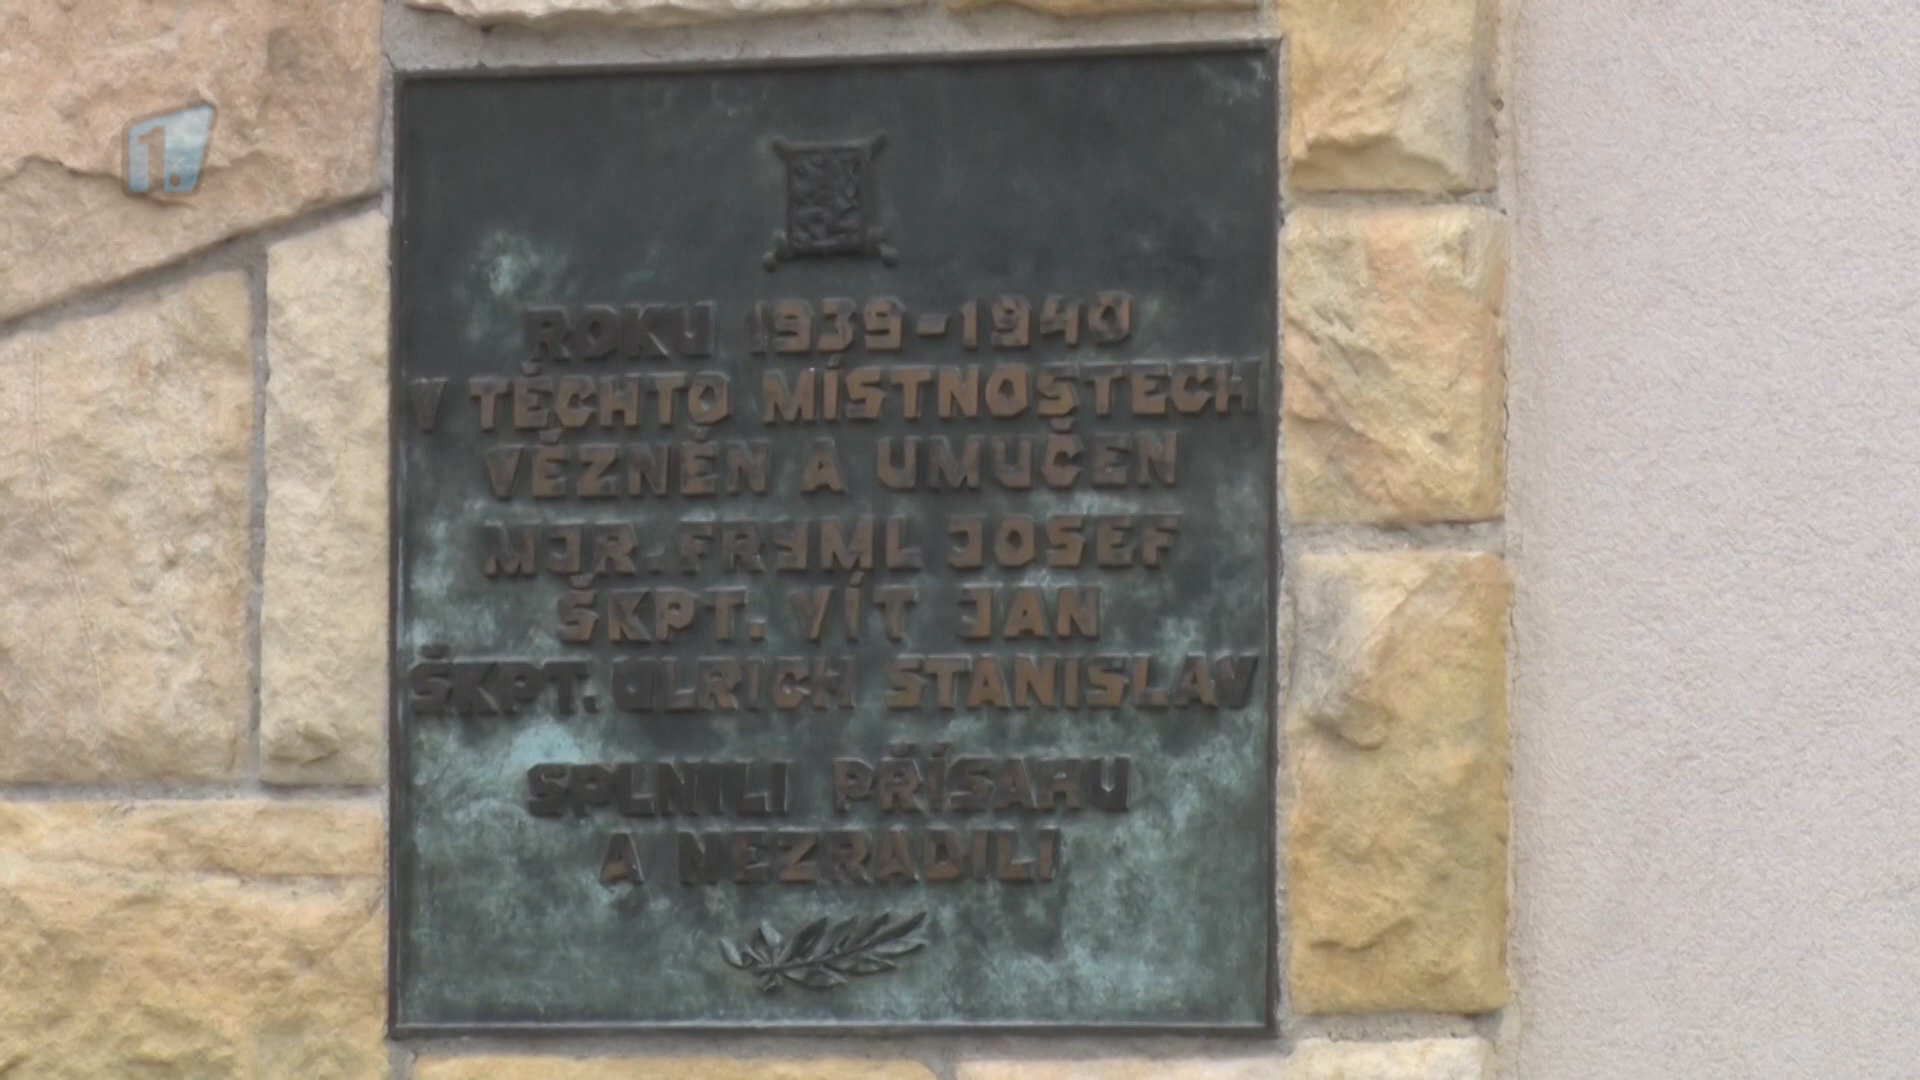 1.
ROKU 1939-1940
V TĚCHTO MÍSTNOSTECH
VĚZNĚN A UMUČEN
MJR. FRYML JOSEF
ŠKPT. VÍT JAN
ŠKPT. ULRICH STANISLAV
SPLNILI PŘÍSAHU
A NEZRADILI